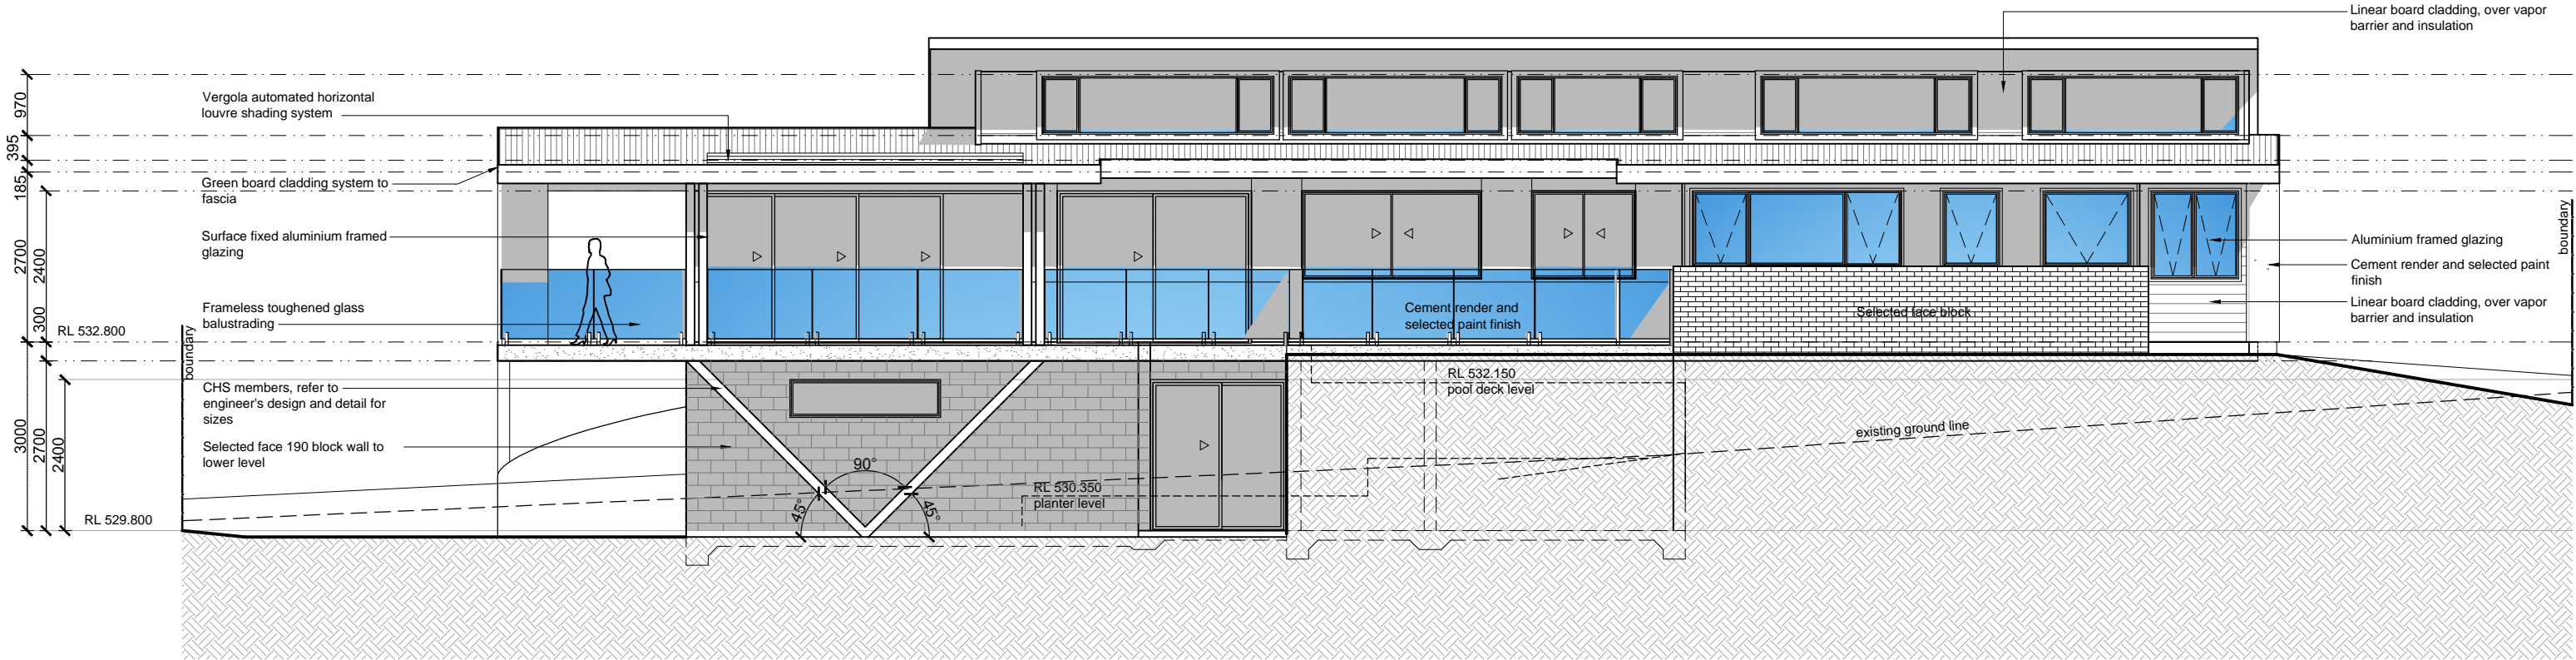 Linear board cladding, over vapor
barrier and insulation
970
Vergola automated horizontal
louvre shading system
395
185
Green board cladding system to
fascia
Surface fixed aluminium framed
glazing
2700
2400
boundary
Aluminium framed glazing
Cement render and selected paint
finish
Frameless toughened glass
balustrading
300
RL 532.800
Cement render and
selected paint finish
Selected face block
Linear board cladding, over vapor
barrier and insulation
boundary
CHS members, refer to
engineer's design and detail for
sizes
RL 532.150
pool deck level
3000
2700
2400
Selected face 190 block wall to
lower level
existing ground line
90°
45°
45°
RL 530.350
planter level
RL 529.800